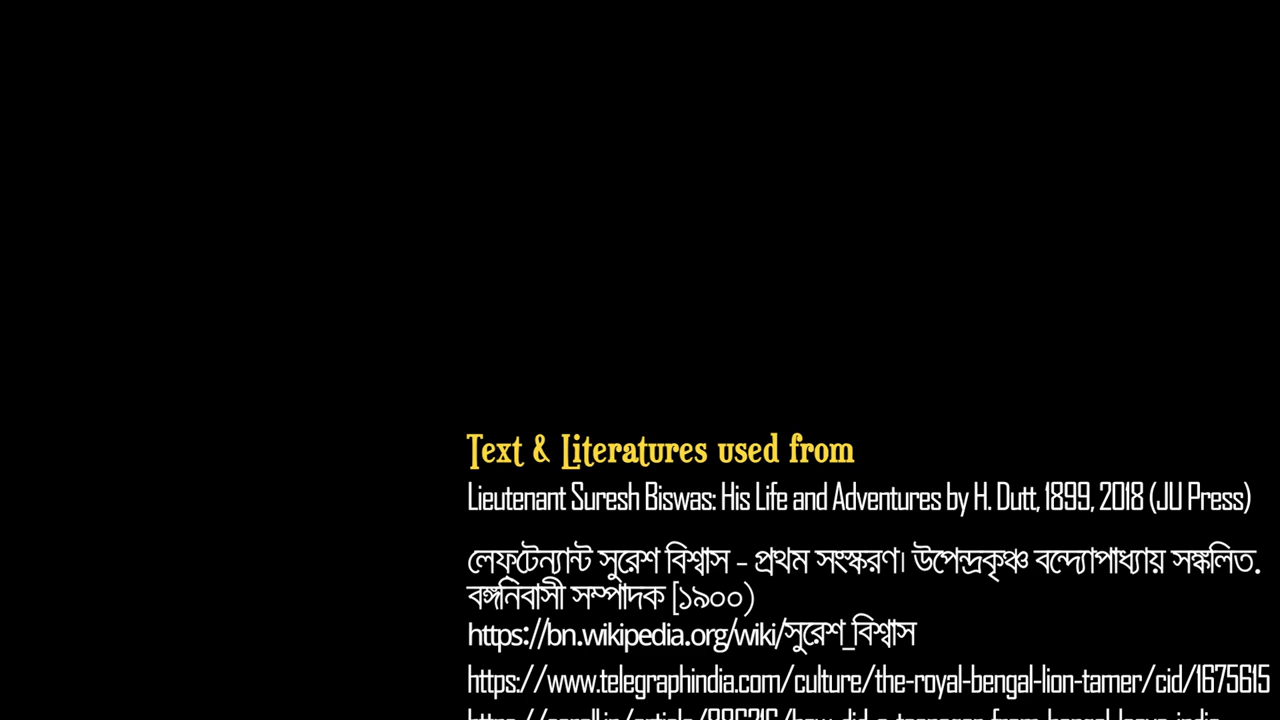 Text & Literatures used from
Lieutenant Suresh Biswas: His Life and Adventures by H. Dutt, 1899, 2018 (JU Press)
লেফ্‌টেন্যান্ট সুরেশ বিশ্বাস - প্রথম সংস্করণ। উপেন্দ্রকৃষ্ণ বন্দ্যোপাধ্যায় সঙ্কলিত.
বঙ্গনিবাসী সম্পাদক [১৯০০)
https://bn.wikipedia.org/wiki/সুরেশ_বিশ্বাস
https://www.telegraphindia.com/culture/the-royal-bengal-lion-tamer/cid/1675615